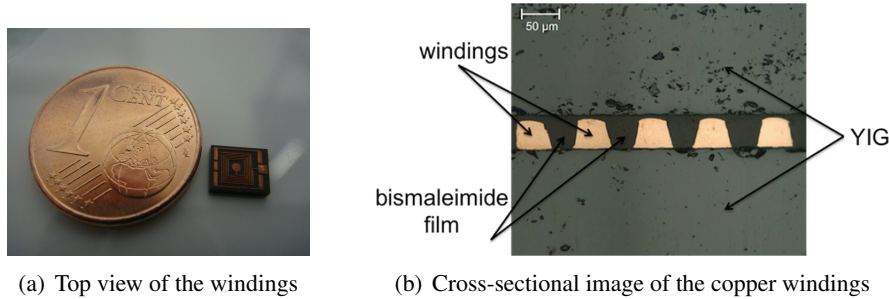 1
EURO
CENT
50 µm
windings
YIG
bismaleimide
film
(a) Top view of the windings
(b) Cross-sectional image of the copper windings